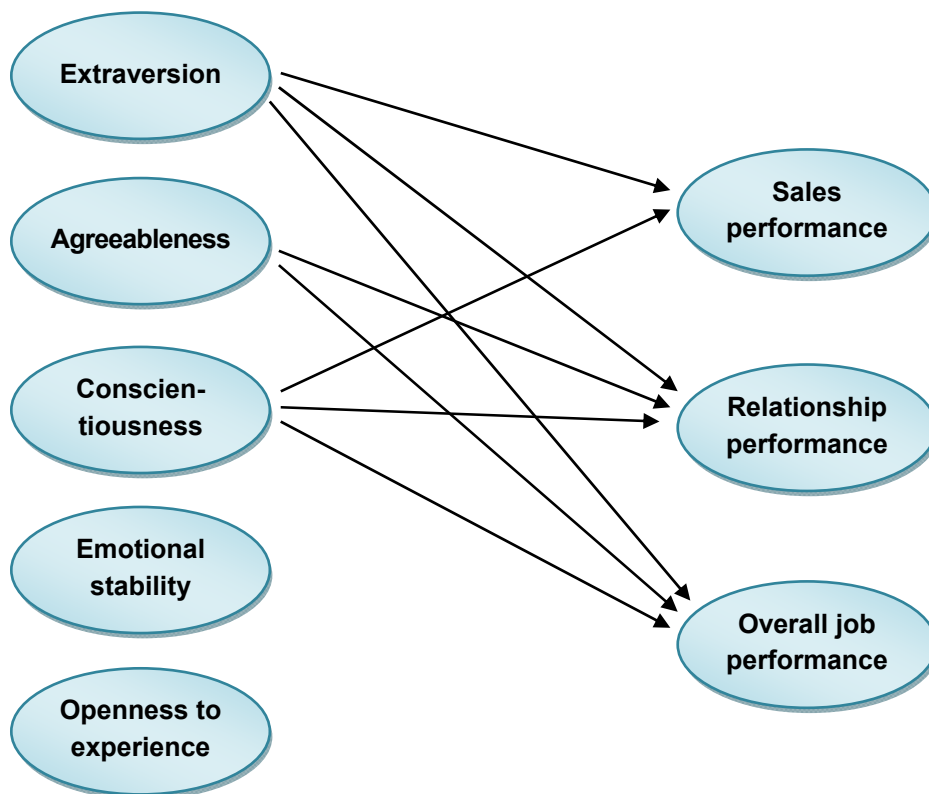 Extraversion
Agreeableness
Conscien-
tiousness
Emotional
stability
Openness to
experience
Sales
performance
Relationship
performance
Overall job
performance